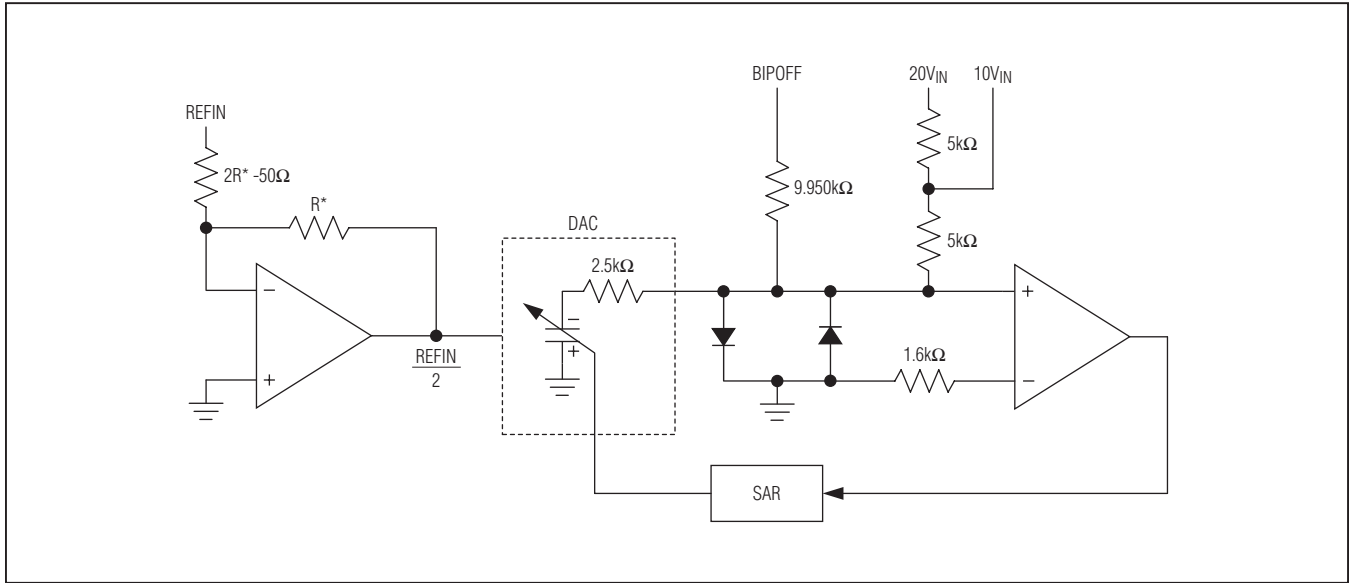 REFIN
2R* -50Ω
R*
−
+
REFIN
2
DAC
2.5kΩ
−
+
BIPOFF
9.950kΩ
20VIN
10VIN
5kΩ
5kΩ
1.6kΩ
+
−
SAR